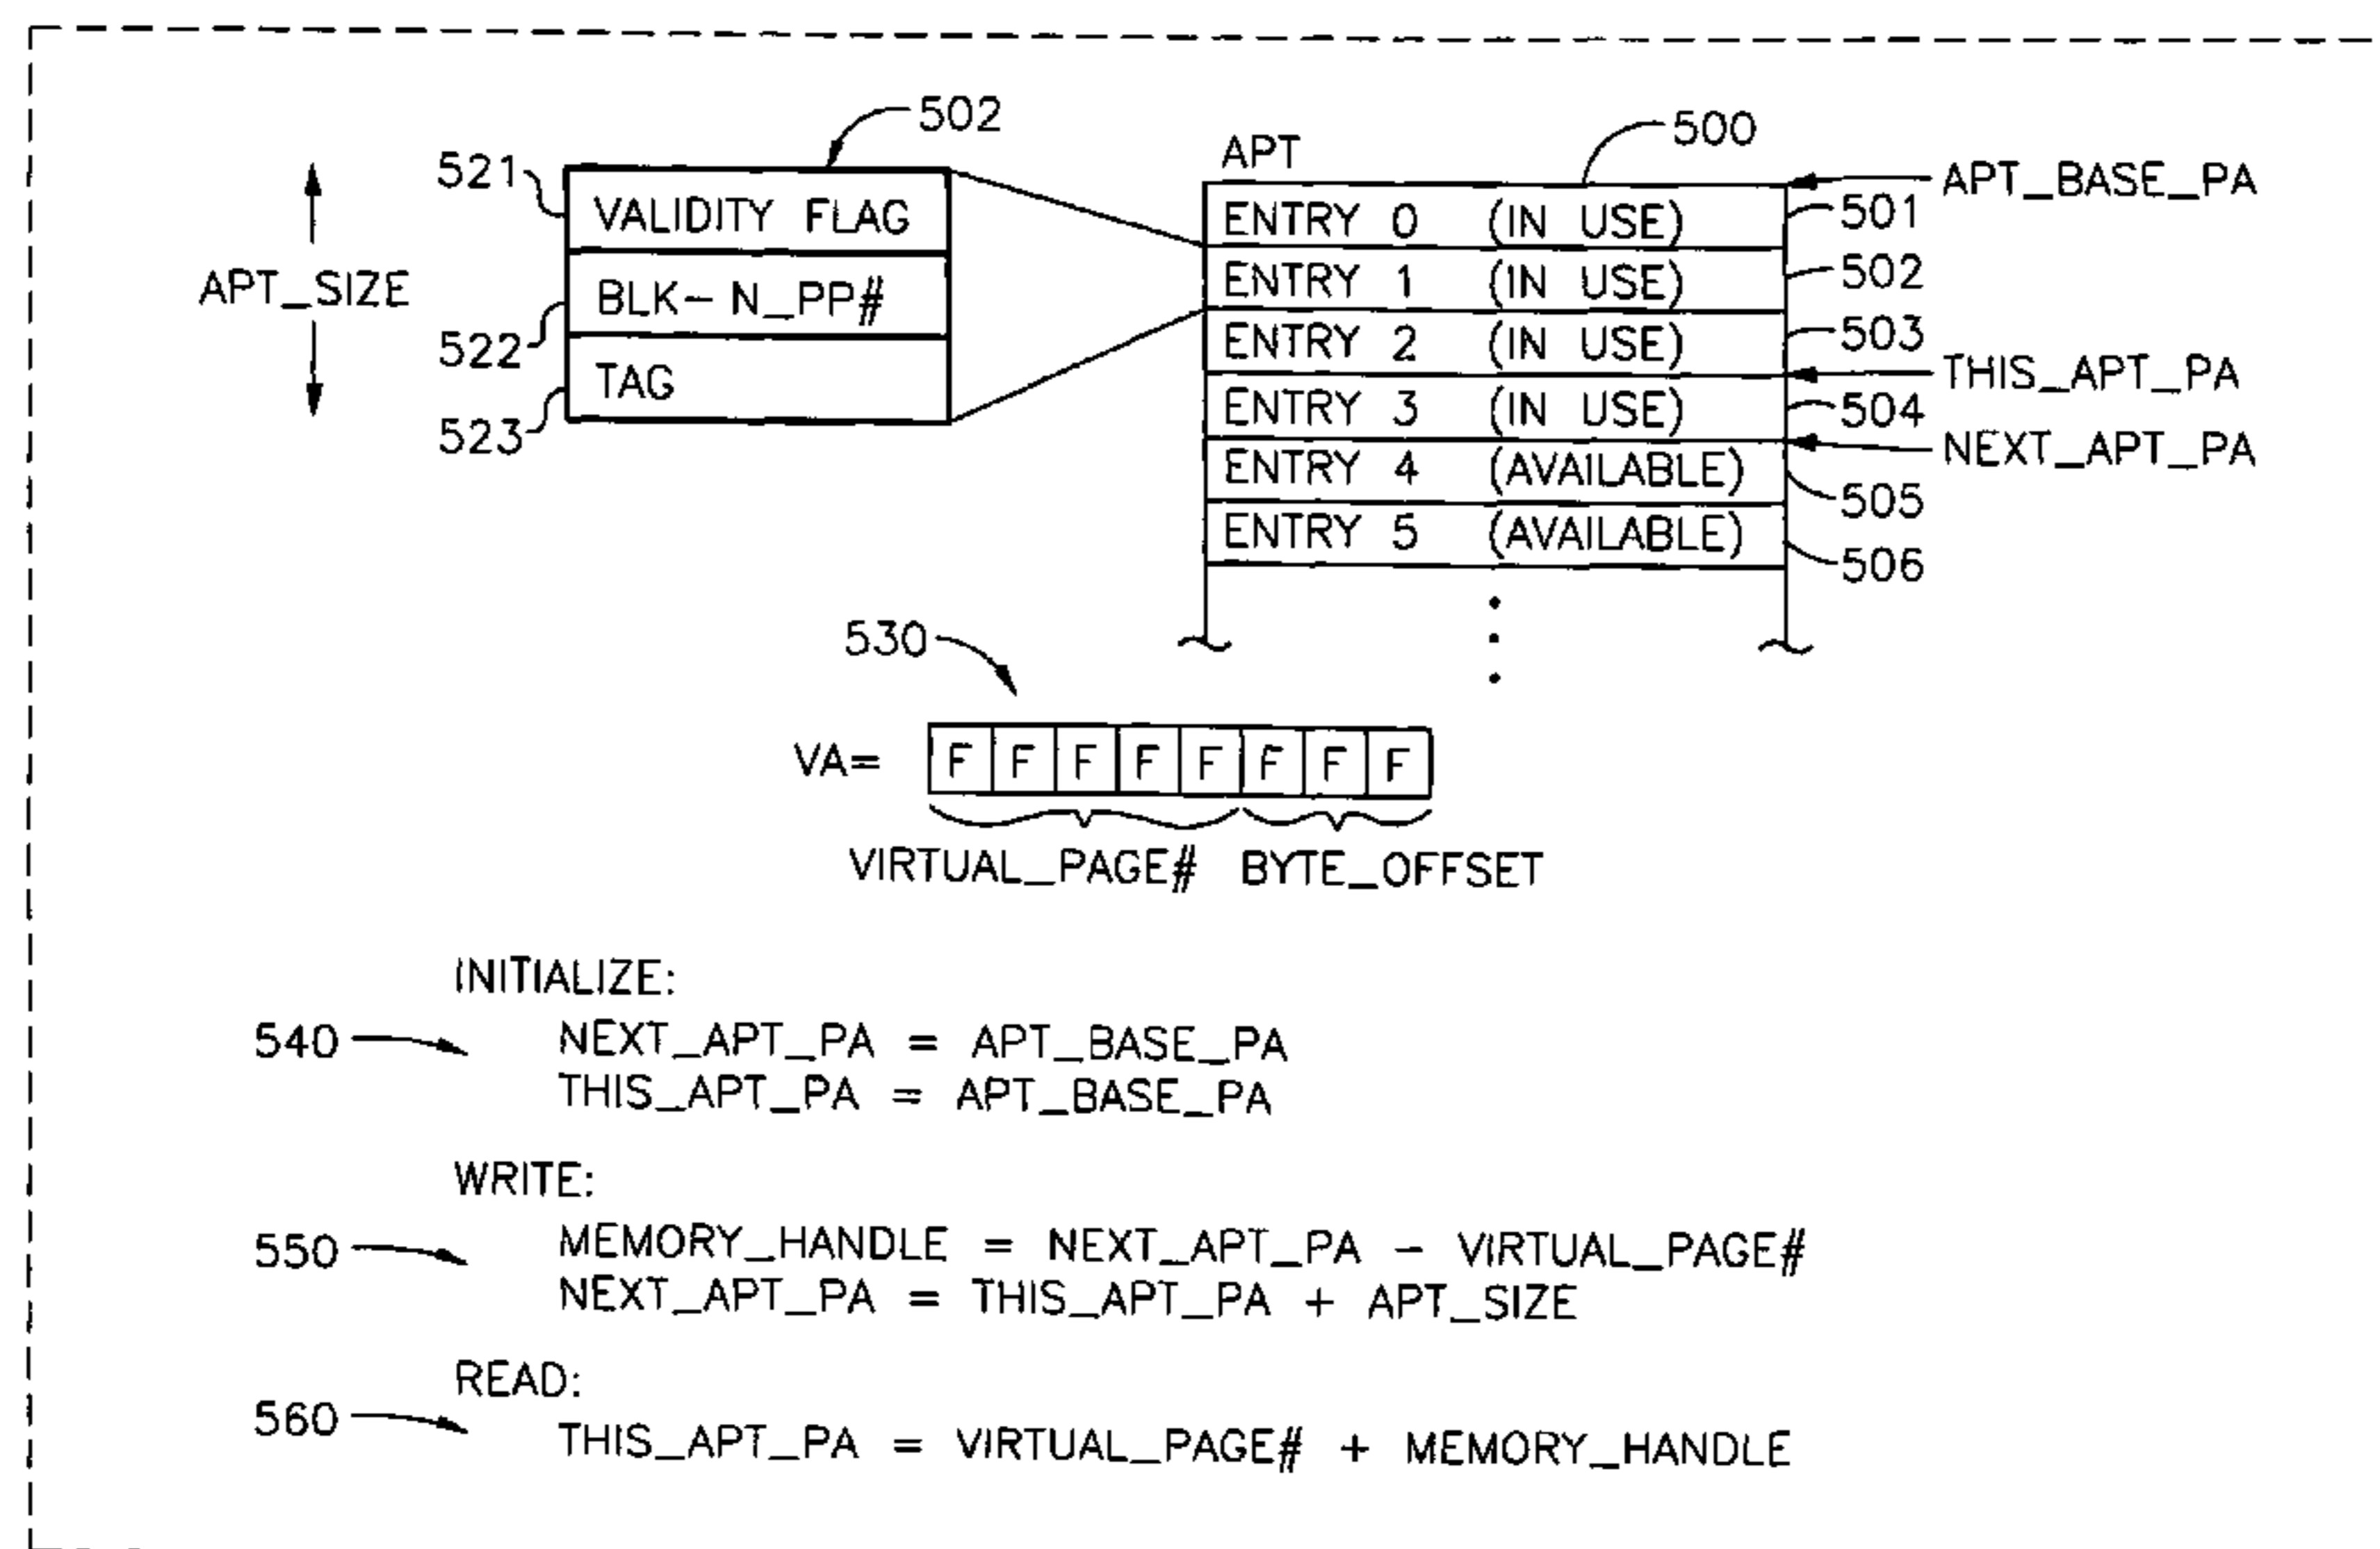 502
500
APT
521
APT_BASE_PA
VALIDITY FLAG
ENTRY 0 (IN USE)
501
APT_SIZE
BLK-N_PP#
ENTRY 1 (IN USE)
502
522
ENTRY 2 (IN USE)
503
TAG
THIS_APT_PA
523
ENTRY 3 (IN USE)
504
NEXT_APT_PA
ENTRY 4 (AVAILABLE)
505
ENTRY 5 (AVAILABLE)
506
530
VA= F F F F F F F F
VIRTUAL_PAGE# BYTE_OFFSET
INITIALIZE:
540
NEXT_APT_PA = APT_BASE_PA
THIS_APT_PA = APT_BASE_PA
WRITE:
550
MEMORY_HANDLE = NEXT_APT_PA - VIRTUAL_PAGE#
NEXT_APT_PA = THIS_APT_PA + APT_SIZE
READ:
560
THIS_APT_PA = VIRTUAL_PAGE# + MEMORY_HANDLE